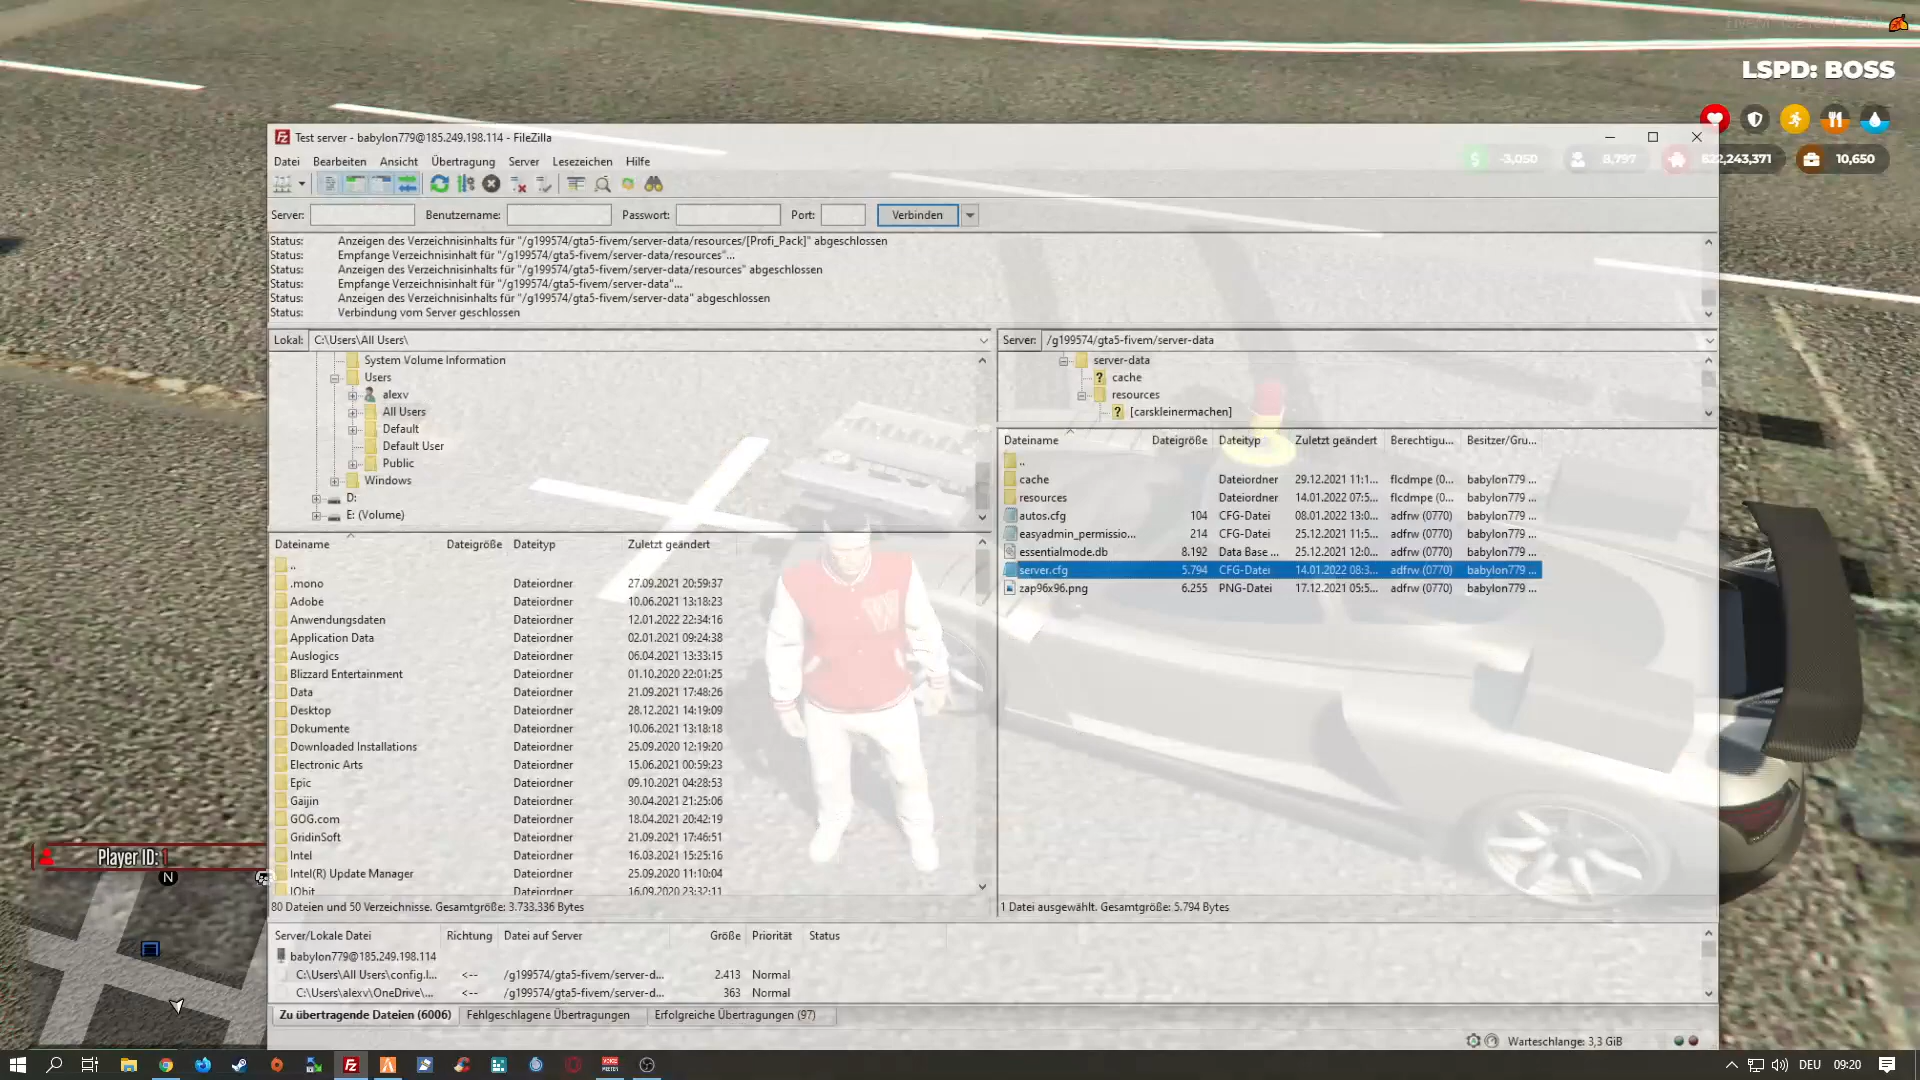 LSPD: BOSS
Test server - babylon779@185.249.198.114 - FileZilla
Datei Bearbeiten Ansicht Übertragung Server Lesezeichen Hilfe
-3,050 8,797 822,243,371 10,650
Server: Benutzername: Passwort: Port: Verbinden
Status: Anzeigen des Verzeichnisinhalts für "/g199574/gta5-fivem/server-data/resources/[Profi_Pack]" abgeschlossen
Status: Empfange Verzeichnisinhalt für "/g199574/gta5-fivem/server-data/resources"...
Status: Anzeigen des Verzeichnisinhalts für "/g199574/gta5-fivem/server-data/resources" abgeschlossen
Status: Empfange Verzeichnisinhalt für "/g199574/gta5-fivem/server-data"...
Status: Anzeigen des Verzeichnisinhalts für "/g199574/gta5-fivem/server-data" abgeschlossen
Status: Verbindung vom Server geschlossen
Lokal: C:\Users\All Users\
System Volume Information
Users
alexv
All Users
Default
Default User
Public
Windows
D:
E: (Volume)
Server: /g199574/gta5-fivem/server-data
server-data
cache
resources
[carskleinermachen]
Dateiname Dateigröße Dateityp Zuletzt geändert
..
.mono Dateiordner 27.09.2021 20:59:37
Adobe Dateiordner 10.06.2021 13:18:23
Anwendungsdaten Dateiordner 12.01.2022 22:34:16
Application Data Dateiordner 02.01.2021 09:24:38
Auslogics Dateiordner 06.04.2021 13:33:15
Blizzard Entertainment Dateiordner 01.10.2020 22:01:25
Data Dateiordner 21.09.2021 17:48:26
Desktop Dateiordner 28.12.2021 14:19:09
Dokumente Dateiordner 10.06.2021 13:18:18
Downloaded Installations Dateiordner 25.09.2020 12:19:20
Electronic Arts Dateiordner 15.06.2021 00:59:23
Epic Dateiordner 09.10.2021 04:28:53
Gaijin Dateiordner 30.04.2021 21:25:06
GOG.com Dateiordner 18.04.2021 20:42:19
GridinSoft Dateiordner 21.09.2021 17:46:51
Intel Dateiordner 16.03.2021 15:25:16
Intel(R) Update Manager Dateiordner 25.09.2020 11:10:04
IObit Dateiordner 16.09.2020 23:32:11
80 Dateien und 50 Verzeichnisse. Gesamtgröße: 3.733.336 Bytes
Dateiname Dateigröße Dateityp Zuletzt geändert Berechtigu... Besitzer/Gru...
..
cache Dateiordner 29.12.2021 11:1... flcdmpe (0... babylon779 ...
resources Dateiordner 14.01.2022 07:5... flcdmpe (0... babylon779 ...
autos.cfg 104 CFG-Datei 08.01.2022 13:0... adfrw (0770) babylon779 ...
easyadmin_permissio... 214 CFG-Datei 25.12.2021 11:5... adfrw (0770) babylon779 ...
essentialmode.db 8.192 Data Base ... 25.12.2021 12:0... adfrw (0770) babylon779 ...
server.cfg 5.794 CFG-Datei 14.01.2022 08:3... adfrw (0770) babylon779 ...
zap96x96.png 6.255 PNG-Datei 17.12.2021 05:5... adfrw (0770) babylon779 ...
1 Datei ausgewählt. Gesamtgröße: 5.794 Bytes
Player ID: 1
N
Server/Lokale Datei Richtung Datei auf Server Größe Priorität Status
babylon779@185.249.198.114
C:\Users\All Users\config.l... <-- /g199574/gta5-fivem/server-d... 2.413 Normal
C:\Users\alexv\OneDrive\... <-- /g199574/gta5-fivem/server-d... 363 Normal
Zu übertragende Dateien (6006) Fehlgeschlagene Übertragungen Erfolgreiche Übertragungen (97)
Warteschlange: 3,3 GiB
DEU 09:20